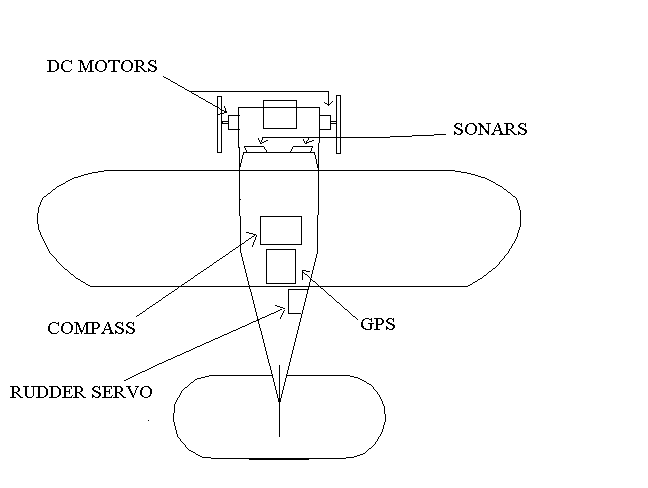 DC MOTORS
SONARS
COMPASS
GPS
RUDDER SERVO